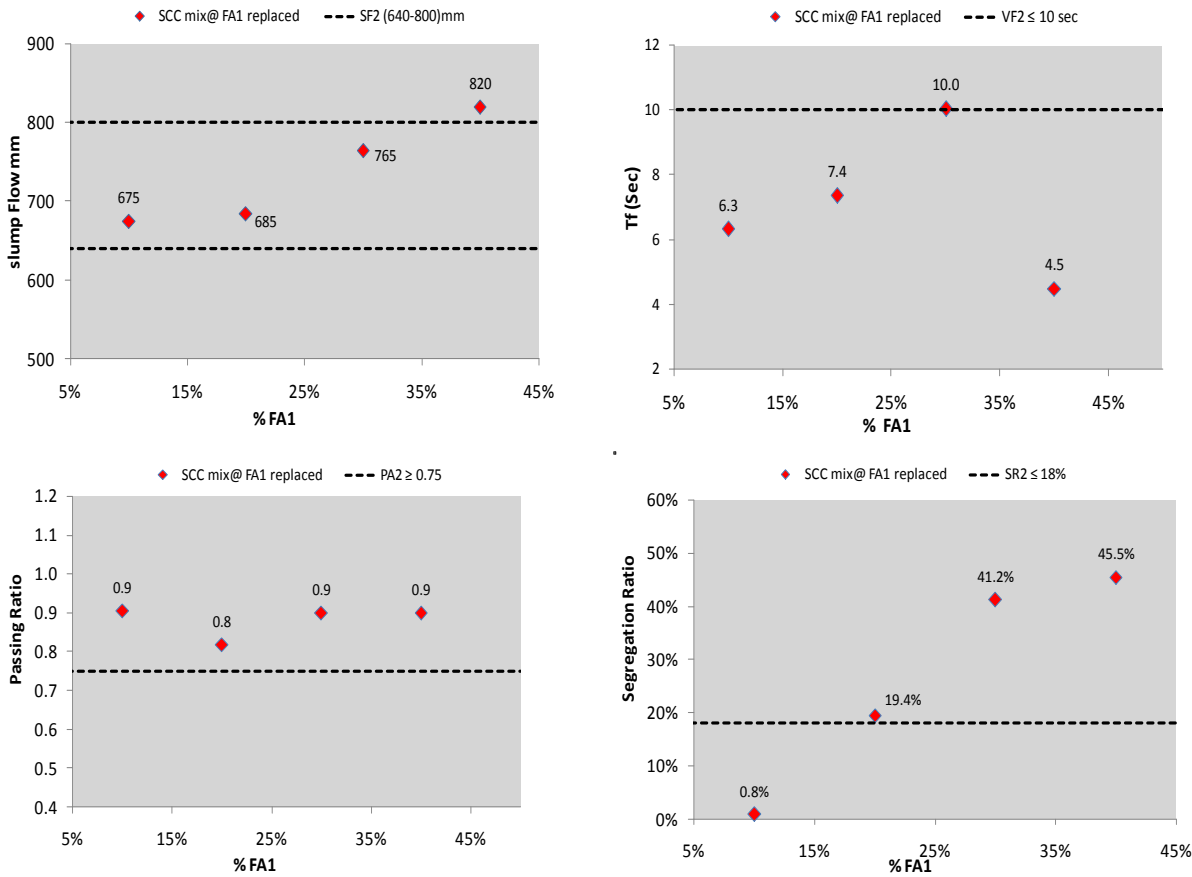 SCC mix@ FA1 replaced SF2 (640-800)mm
900
800
700
600
500
820
765
675
685
slump Flow mm
5% 15% 25% 35% 45%
% FA1
SCC mix@ FA1 replaced VF2 ≤ 10 sec
12
10
8
6
4
2
10.0
7.4
6.3
4.5
Tf (Sec)
5% 15% 25% 35% 45%
% FA1
SCC mix@ FA1 replaced PA2 ≥ 0.75
1.2
1.1
1.0
0.9
0.8
0.7
0.6
0.5
0.4
0.9
0.8
0.9
0.9
Passing Ratio
5% 15% 25% 35% 45%
% FA1
SCC mix@ FA1 replaced SR2 ≤ 18%
60%
50%
40%
30%
20%
10%
0%
45.5%
41.2%
19.4%
0.8%
Segregation Ratio
5% 15% 25% 35% 45%
% FA1